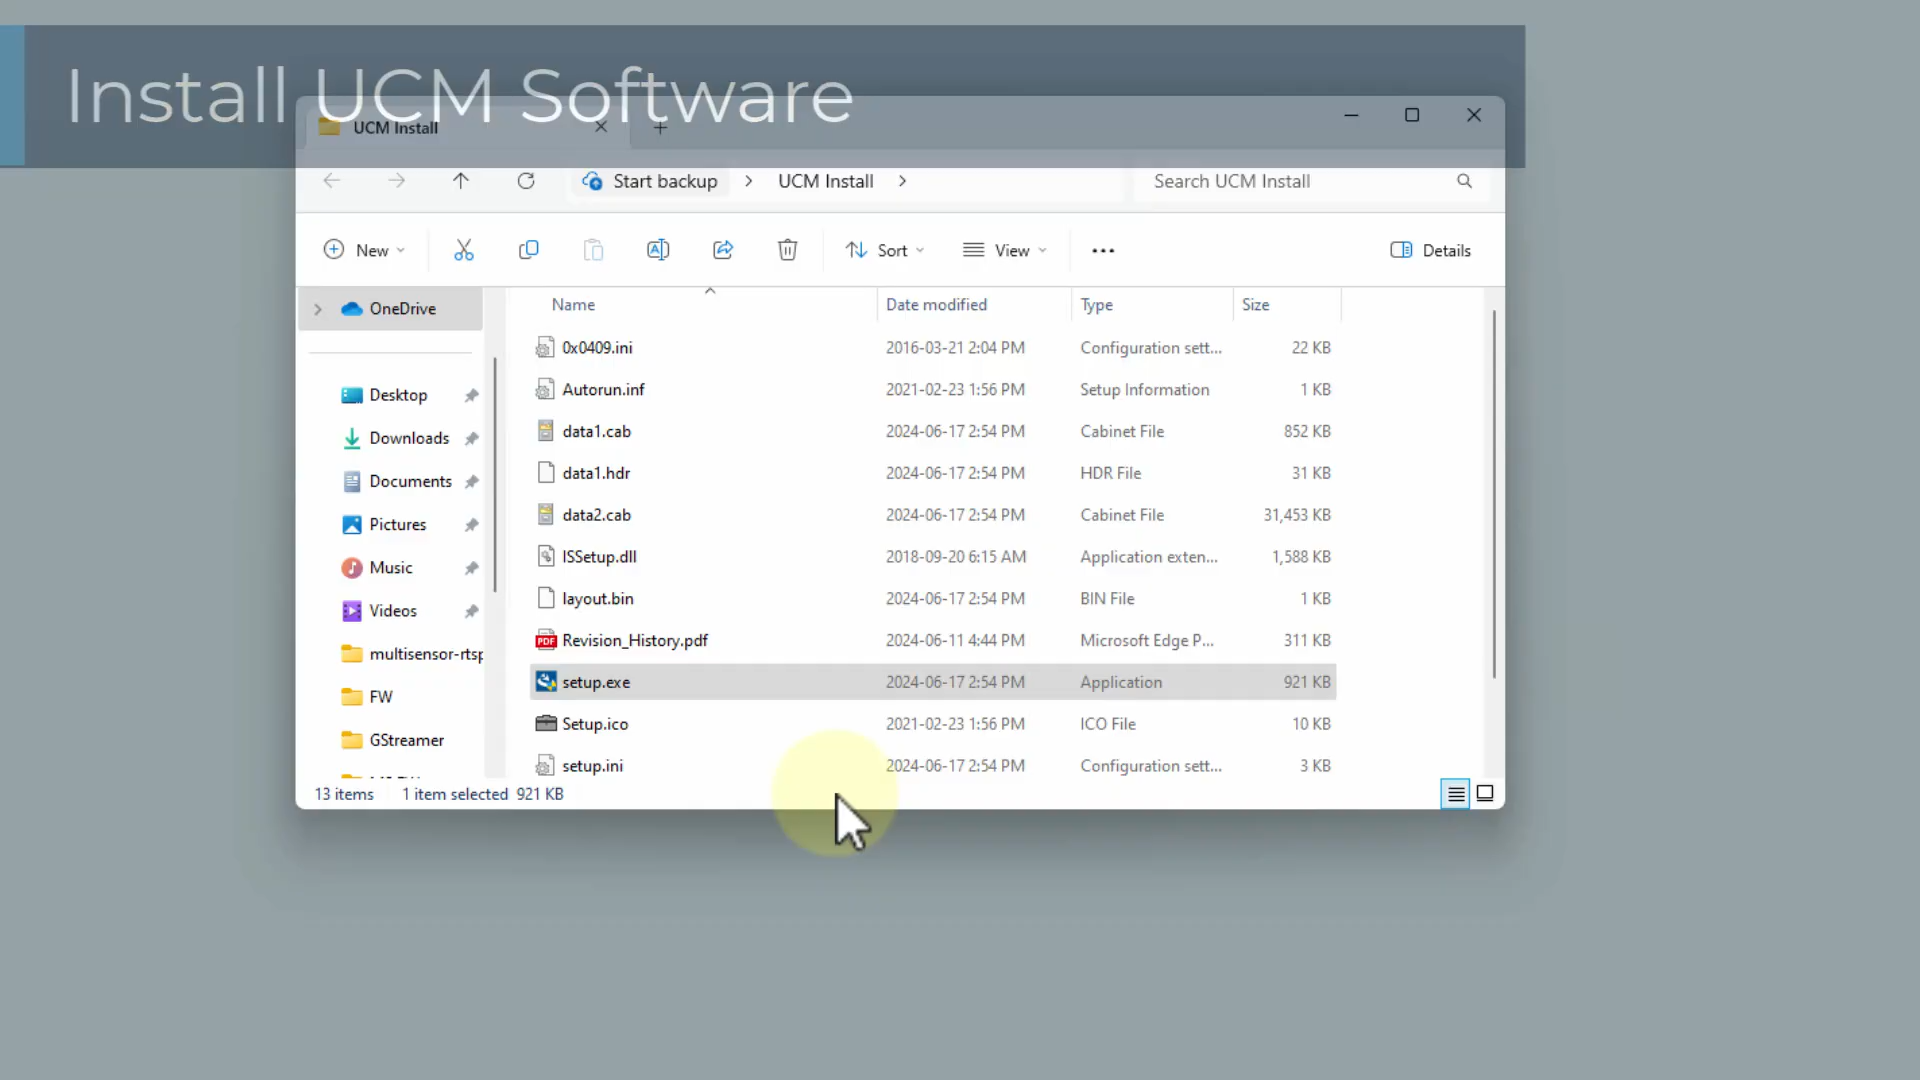 Install UCM Software
UCM Install
Start backup UCM Install Search UCM Install
New Sort View Details
OneDrive
Desktop
Downloads
Documents
Pictures
Music
Videos
multisensor-rtsp
FW
GStreamer
Name Date modified Type Size
0x0409.ini 2016-03-21 2:04 PM Configuration sett... 22 KB
Autorun.inf 2021-02-23 1:56 PM Setup Information 1 KB
data1.cab 2024-06-17 2:54 PM Cabinet File 852 KB
data1.hdr 2024-06-17 2:54 PM HDR File 31 KB
data2.cab 2024-06-17 2:54 PM Cabinet File 31,453 KB
ISSetup.dll 2018-09-20 6:15 AM Application exten... 1,588 KB
layout.bin 2024-06-17 2:54 PM BIN File 1 KB
Revision_History.pdf 2024-06-11 4:44 PM Microsoft Edge P... 311 KB
setup.exe 2024-06-17 2:54 PM Application 921 KB
Setup.ico 2021-02-23 1:56 PM ICO File 10 KB
setup.ini 2024-06-17 2:54 PM Configuration sett... 3 KB
13 items 1 item selected 921 KB